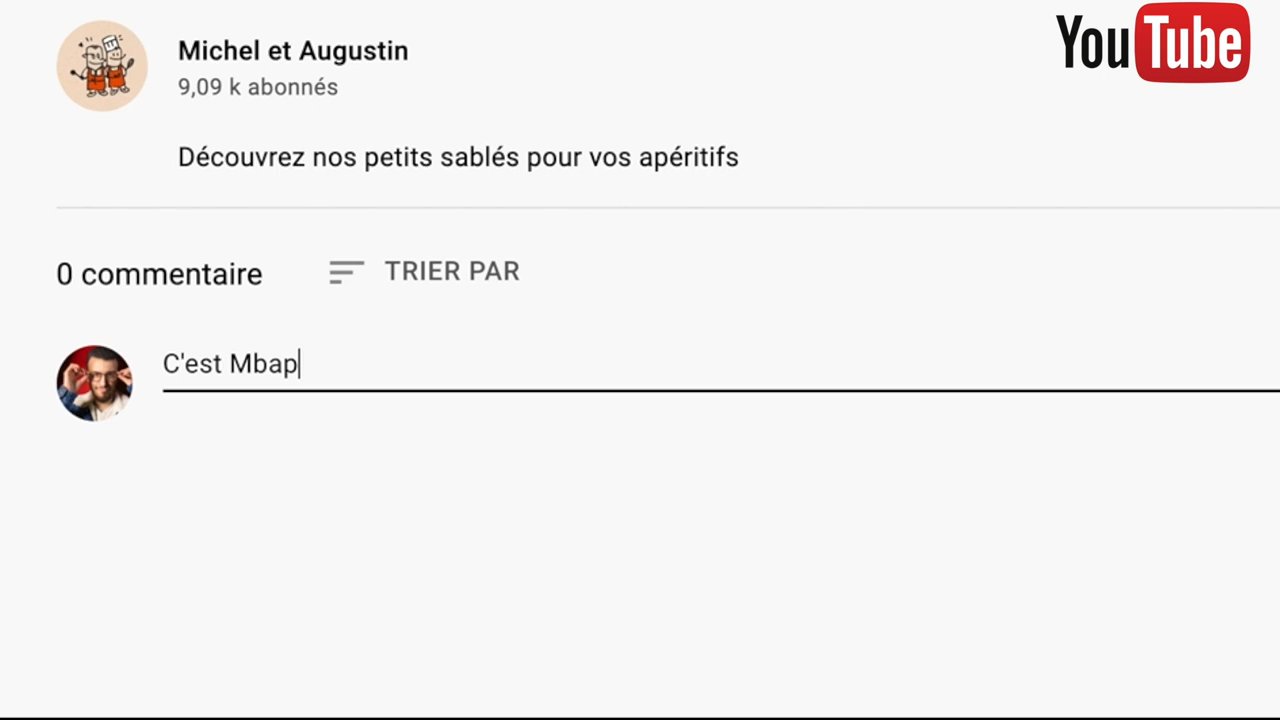 YouTube
Michel et Augustin
9,09 k abonnés
Découvrez nos petits sablés pour vos apéritifs
0 commentaire
TRIER PAR
C'est Mbap